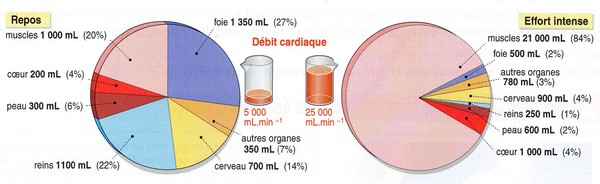 Repos
muscles 1 000 mL (20%)
cœur 200 mL (4%)
peau 300 mL (6%)
reins 1100 mL (22%)
foie 1 350 mL (27%)
autres organes
350 mL (7%)
cerveau 700 mL (14%)
Débit cardiaque
5 000
mL.min⁻¹
25 000
mL.min⁻¹
Effort intense
muscles 21 000 mL (84%)
foie 500 mL (2%)
autres organes
780 mL (3%)
cerveau 900 mL (4%)
reins 250 mL (1%)
peau 600 mL (2%)
cœur 1 000 mL (4%)